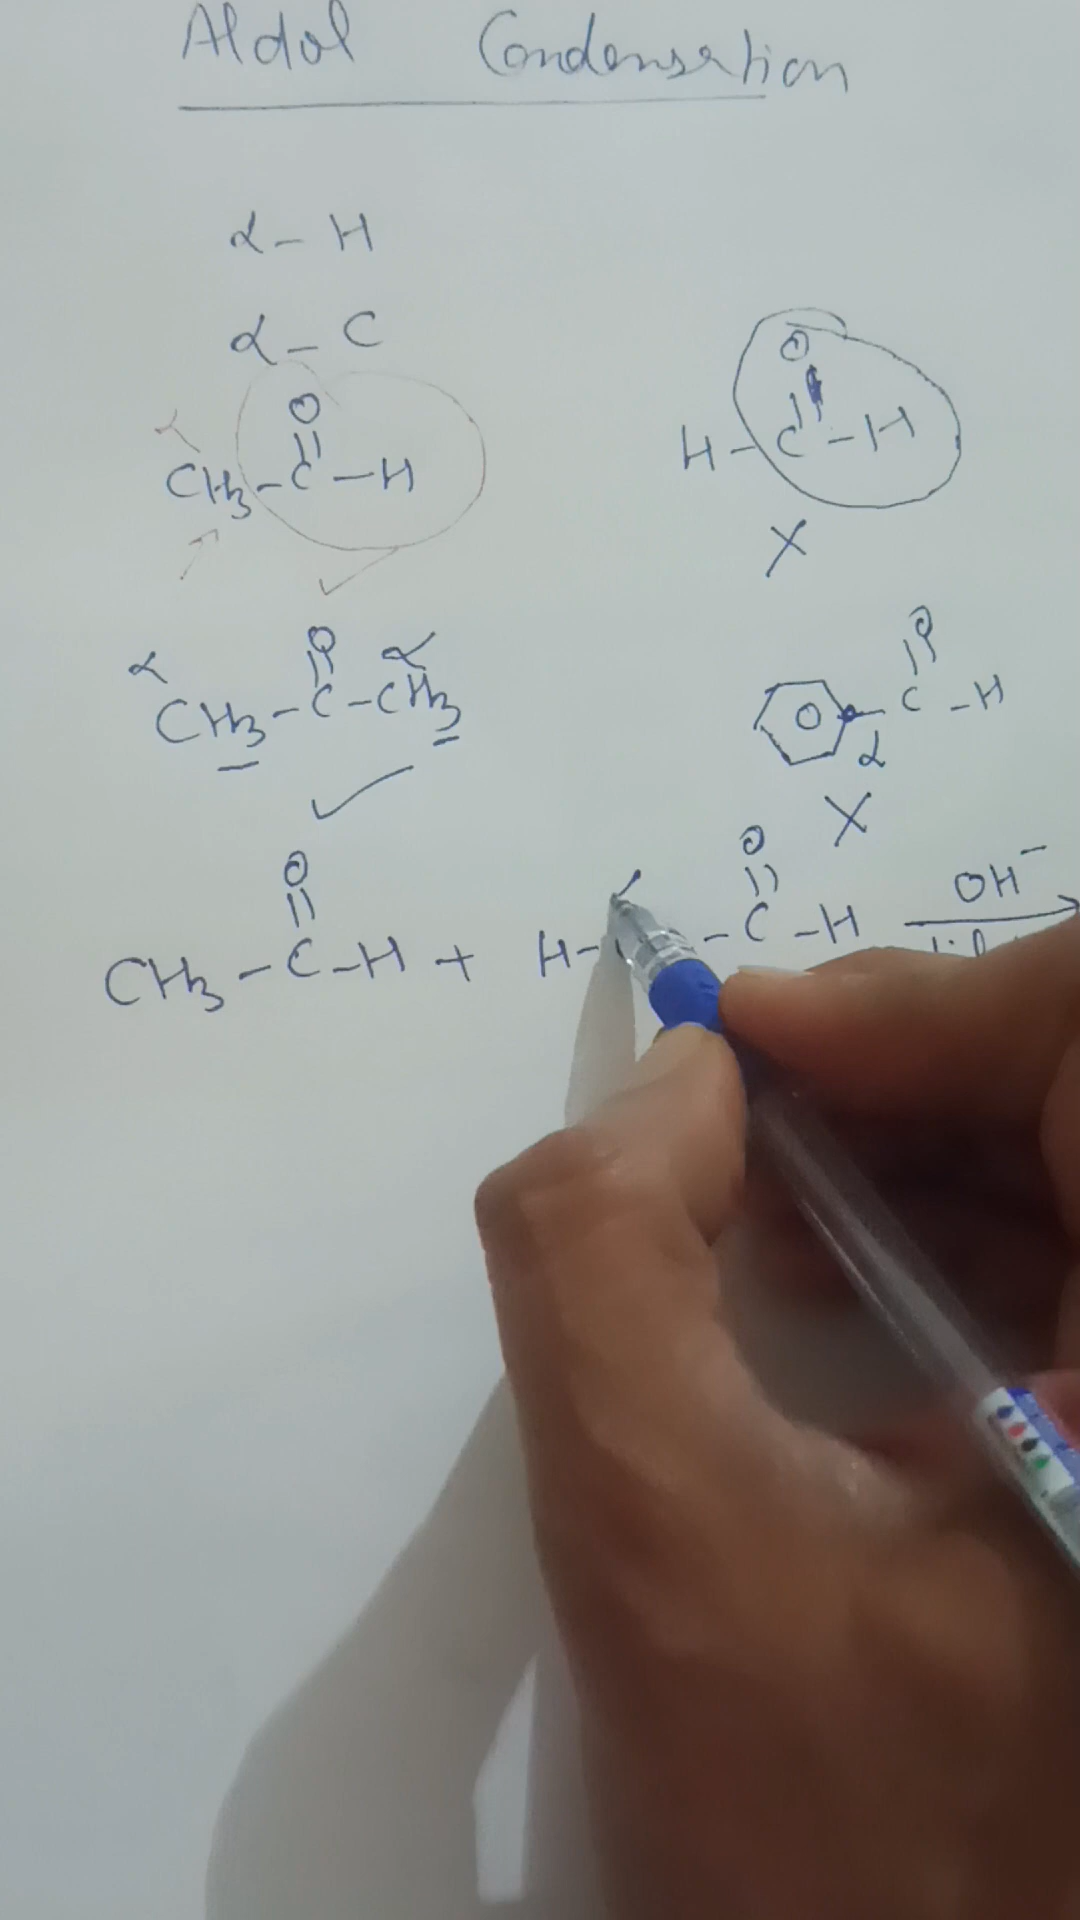 Aldol Condensation
α - H
α - C
O
||
α
CH3 - C - H
O
||
H - C - H
X
α O α
||
CH3 - C - CH3
O
||
C - H
α
X
O
||
CH3 - C - H +
O
||
H - - C - H
OH-